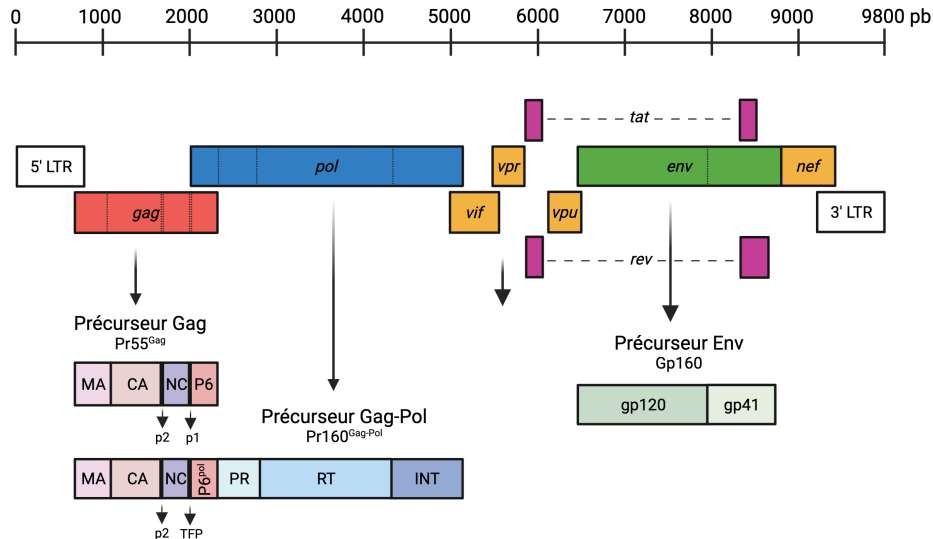 0 1000 2000 3000 4000 5000 6000 7000 8000 9000 9800 pb
tat
5' LTR pol vpr env nef
gag vif vpu 3' LTR
rev
Précurseur Gag
Pr55Gag
MA CA NC P6
p2 p1
Précurseur Env
Gp160
gp120 gp41
Précurseur Gag-Pol
Pr160Gag-Pol
MA CA NC P6pol PR RT INT
p2 TFP